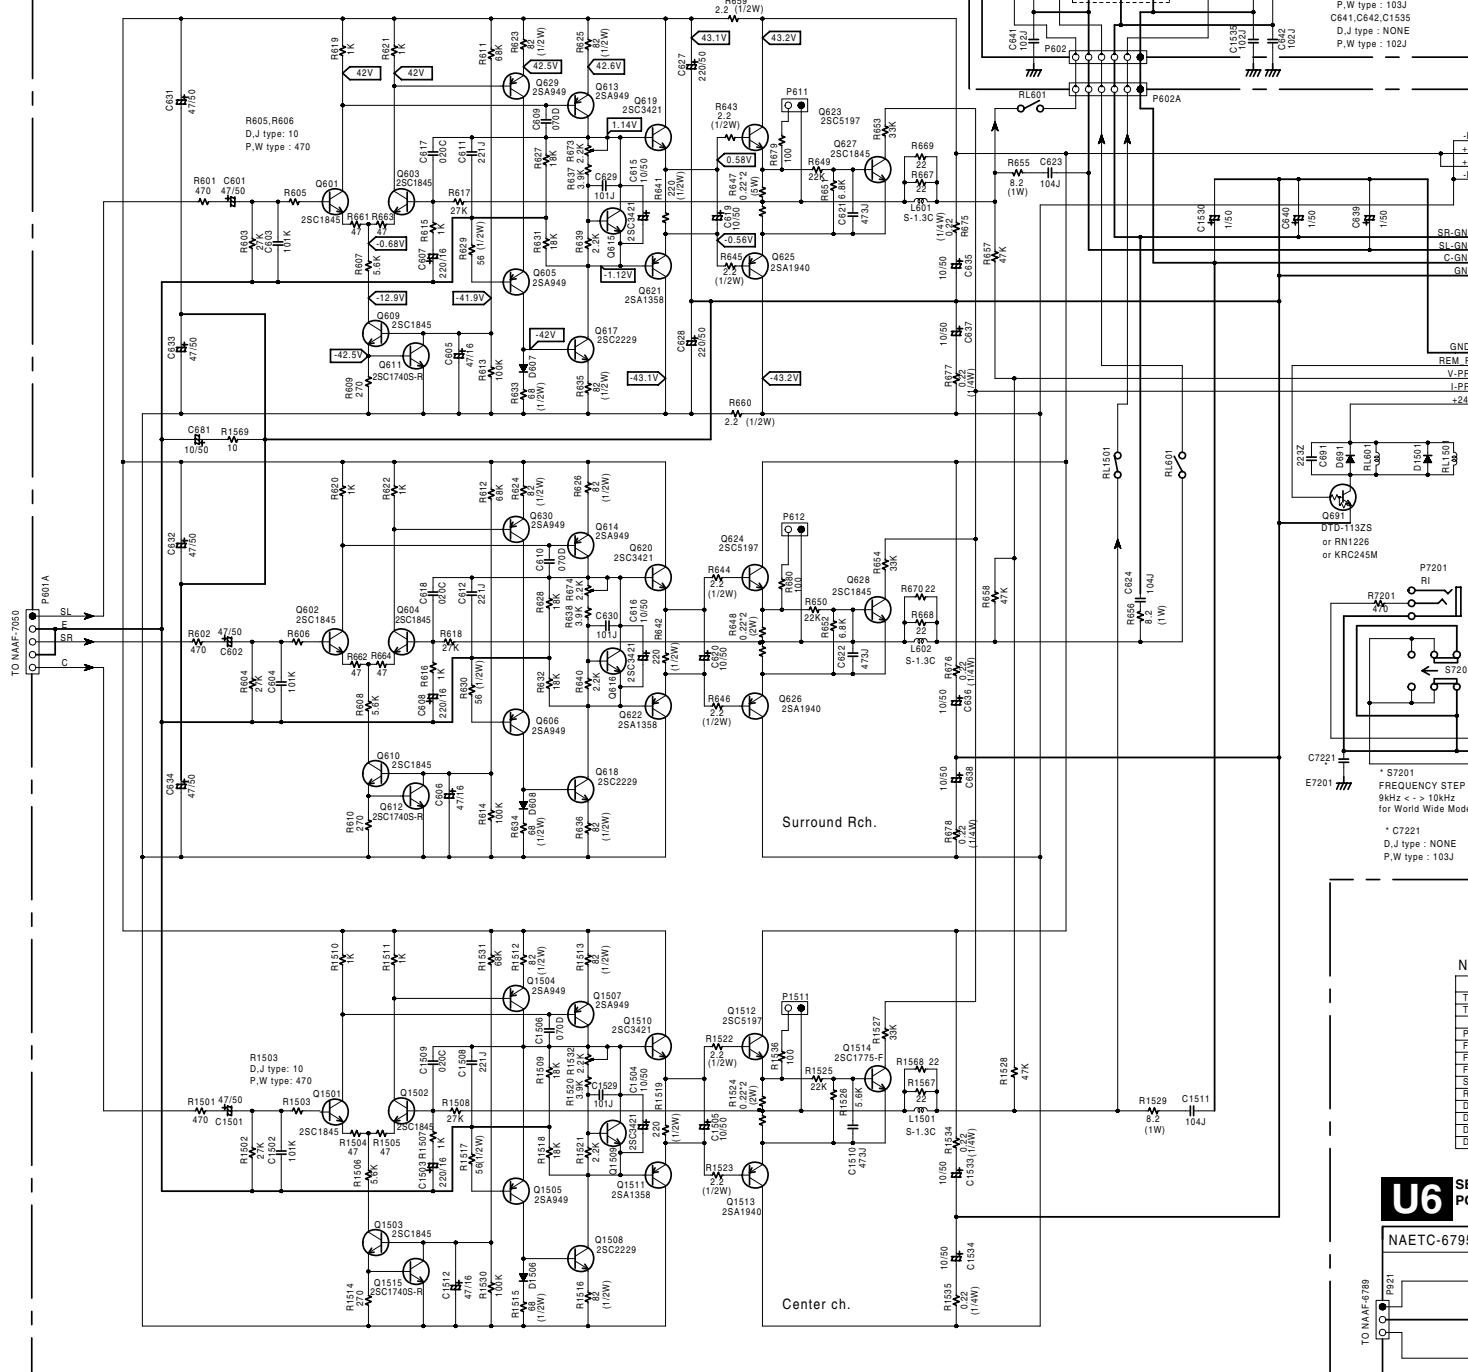 R659
2.2 (1/2W)
P,W type : 103J
C641,C642,C1535
D,J type : NONE
P,W type : 102J
C641
102J
P602
C1535
102J
C642
102J
P602A
RL601
R619
1K
R621
1K
R611
68K
R623
82
(1/2W)
R625
82
(1/2W)
43.1V
43.2V
42V
42V
42.5V
42.6V
C627
220/50
Q629
2SA949
Q613
2SA949
C631
47/50
R605,R606
D,J type: 10
P,W type : 470
C609
070D
Q619
2SC3421
1.14V
R643
2.2
(1/2W)
P611
Q623
2SC5197
R653
33K
Q627
2SC1845
C617
020C
C611
221J
R627
18K
R673
2.2K
R637
3.9K
C629
101J
C615
10/50
R641
220
(1/2W)
0.58V
R679
100
R649
22K
R647
0.22*2
(5W)
6.8K
C621
473J
R669
22
R667
22
L601
S-1.3C
R655
8.2
(1W)
C623
104J
R601
470
C601
47/50
R605
Q601
2SC1845
Q603
2SC1845
R617
27K
R661
47
R663
47
R603
27K
C603
101K
-0.68V
R607
5.6K
R615
1K
C607
220/16
R629
56 (1/2W)
R631
18K
R639
2.2K
Q615
2SC3421
C619
10/50
-0.56V
R645
2.2
(1/2W)
Q625
2SA1940
R675
0.22
(1/4W)
R657
47K
C1530
1/50
C640
1/50
C639
1/50
SR-GN
SL-GN
C-GN
GN
-12.9V
-41.9V
Q605
2SA949
-1.12V
Q621
2SA1358
C635
10/50
Q609
2SC1845
-42V
Q617
2SC2229
C628
220/50
C637
10/50
C633
47/50
-42.5V
Q611
2SC1740S-R
C605
47/16
R613
100K
D607
R609
270
R633
68
(1/2W)
R635
82
(1/2W)
-43.1V
-43.2V
R677
0.22
(1/4W)
GND
REM_
V-PR
I-PR
+24
R660
2.2 (1/2W)
C681
10/50
R1569
10
RL1501
RL601
223Z
C691
D691
RL601
D1501
RL1501
Q691
DTD-113ZS
or RN1226
or KRC245M
R620
1K
R622
1K
R612
68K
R624
82
(1/2W)
R626
82
(1/2W)
Q630
2SA949
Q614
2SA949
C632
47/50
C610
070D
Q620
2SC3421
Q624
2SC5197
P612
R654
33K
Q628
2SC1845
P601A
TO NAAF-7050
SL
E
SR
C
Q602
2SC1845
Q604
2SC1845
C618
020C
C612
221J
R628
18K
R674
2.2K
R638
3.9K
C630
101J
C616
10/50
R642
220
(1/2W)
R644
2.2
(1/2W)
R680
100
R648
0.22*2
(2W)
R650
22K
R652
6.8K
C622
473J
R670 22
R668
22
L602
S-1.3C
R658
47K
C624
104J
R656
8.2
(1W)
P7201
RI
R7201
470
S720
R602
470
47/50
C602
R606
R618
27K
R662
47
R664
47
R604
27K
C604
101K
R608
5.6K
R616
1K
C608
220/16
R630
56 (1/2W)
R632
18K
R640
2.2K
Q616
2SC3421
C620
10/50
Q606
2SA949
Q622
2SA1358
R646
2.2
(1/2W)
Q626
2SA1940
R676
0.22
(1/4W)
C636
10/50
Q610
2SC1845
Q618
2SC2229
C638
10/50
C634
47/50
Q612
2SC1740S-R
C606
47/16
R614
100K
D608
R610
270
R634
68
(1/2W)
R636
82
(1/2W)
Surround Rch.
R678
0.22
(1/4W)
C7221
*
E7201
* S7201
FREQUENCY STEP
9kHz < - > 10kHz
for World Wide Mode
* C7221
D,J type : NONE
P,W type : 103J
R1510
1K
R1511
1K
R1531
68K
R1512
82
(1/2W)
R1513
82
(1/2W)
Q1504
2SA949
Q1507
2SA949
C1506
070D
Q1510
2SC3421
Q1512
2SC5197
P1511
R1527
33K
Q1514
2SC1775-F
R1503
D,J type: 10
P,W type: 470
C1509
020C
C1508
221J
R1509
18K
R1532
2.2K
R1520
3.9K
C1529
101J
C1504
10/50
R1519
220
(1/2W)
R1522
2.2
(1/2W)
R1536
100
R1524
0.22*2
(2W)
R1525
22K
R1526
5.6K
C1510
473J
R1568 22
R1567
22
L1501
S-1.3C
R1528
47K
R1529
8.2
(1W)
C1511
104J
R1501
470
47/50
C1501
R1503
Q1501
2SC1845
Q1502
2SC1845
R1508
27K
R1504
47
R1505
47
R1502
27K
C1502
101K
R1506
5.6K
R1507
1K
C1503
220/16
R1517
56(1/2W)
R1518
18K
R1521
2.2K
Q1509
2SC3421
C1505
10/50
Q1505
2SA949
Q1511
2SA1358
R1523
2.2
(1/2W)
Q1513
2SA1940
R1534
0.22
(1/4W)
C1533
10/50
Q1503
2SC1845
Q1508
2SC2229
C1534
10/50
Q1515
2SC1740S-R
C1512
47/16
R1530
100K
D1506
R1514
270
R1515
68
(1/2W)
R1516
82
(1/2W)
Center ch.
R1535
0.22
(1/4W)
U6
NAETC-6795
P921
TO NAAF-6789